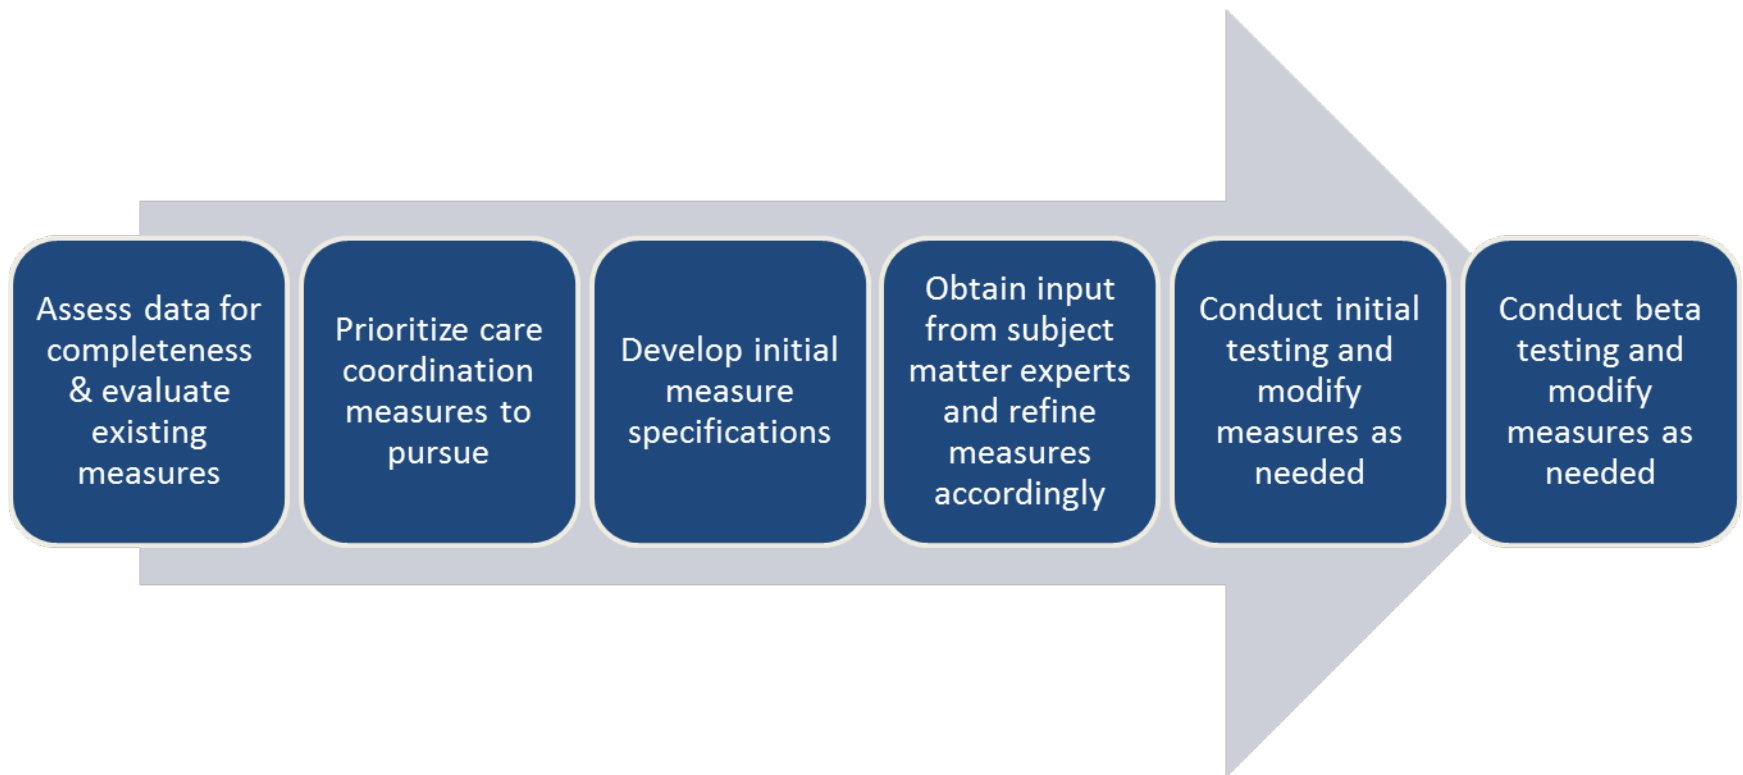 Assess data for
completeness
& evaluate
existing
measures
Prioritize care
coordination
measures to
pursue
Develop initial
measure
specifications
Obtain input
from subject
matter experts
and refine
measures
accordingly
Conduct initial
testing and
modify
measures as
needed
Conduct beta
testing and
modify
measures as
needed